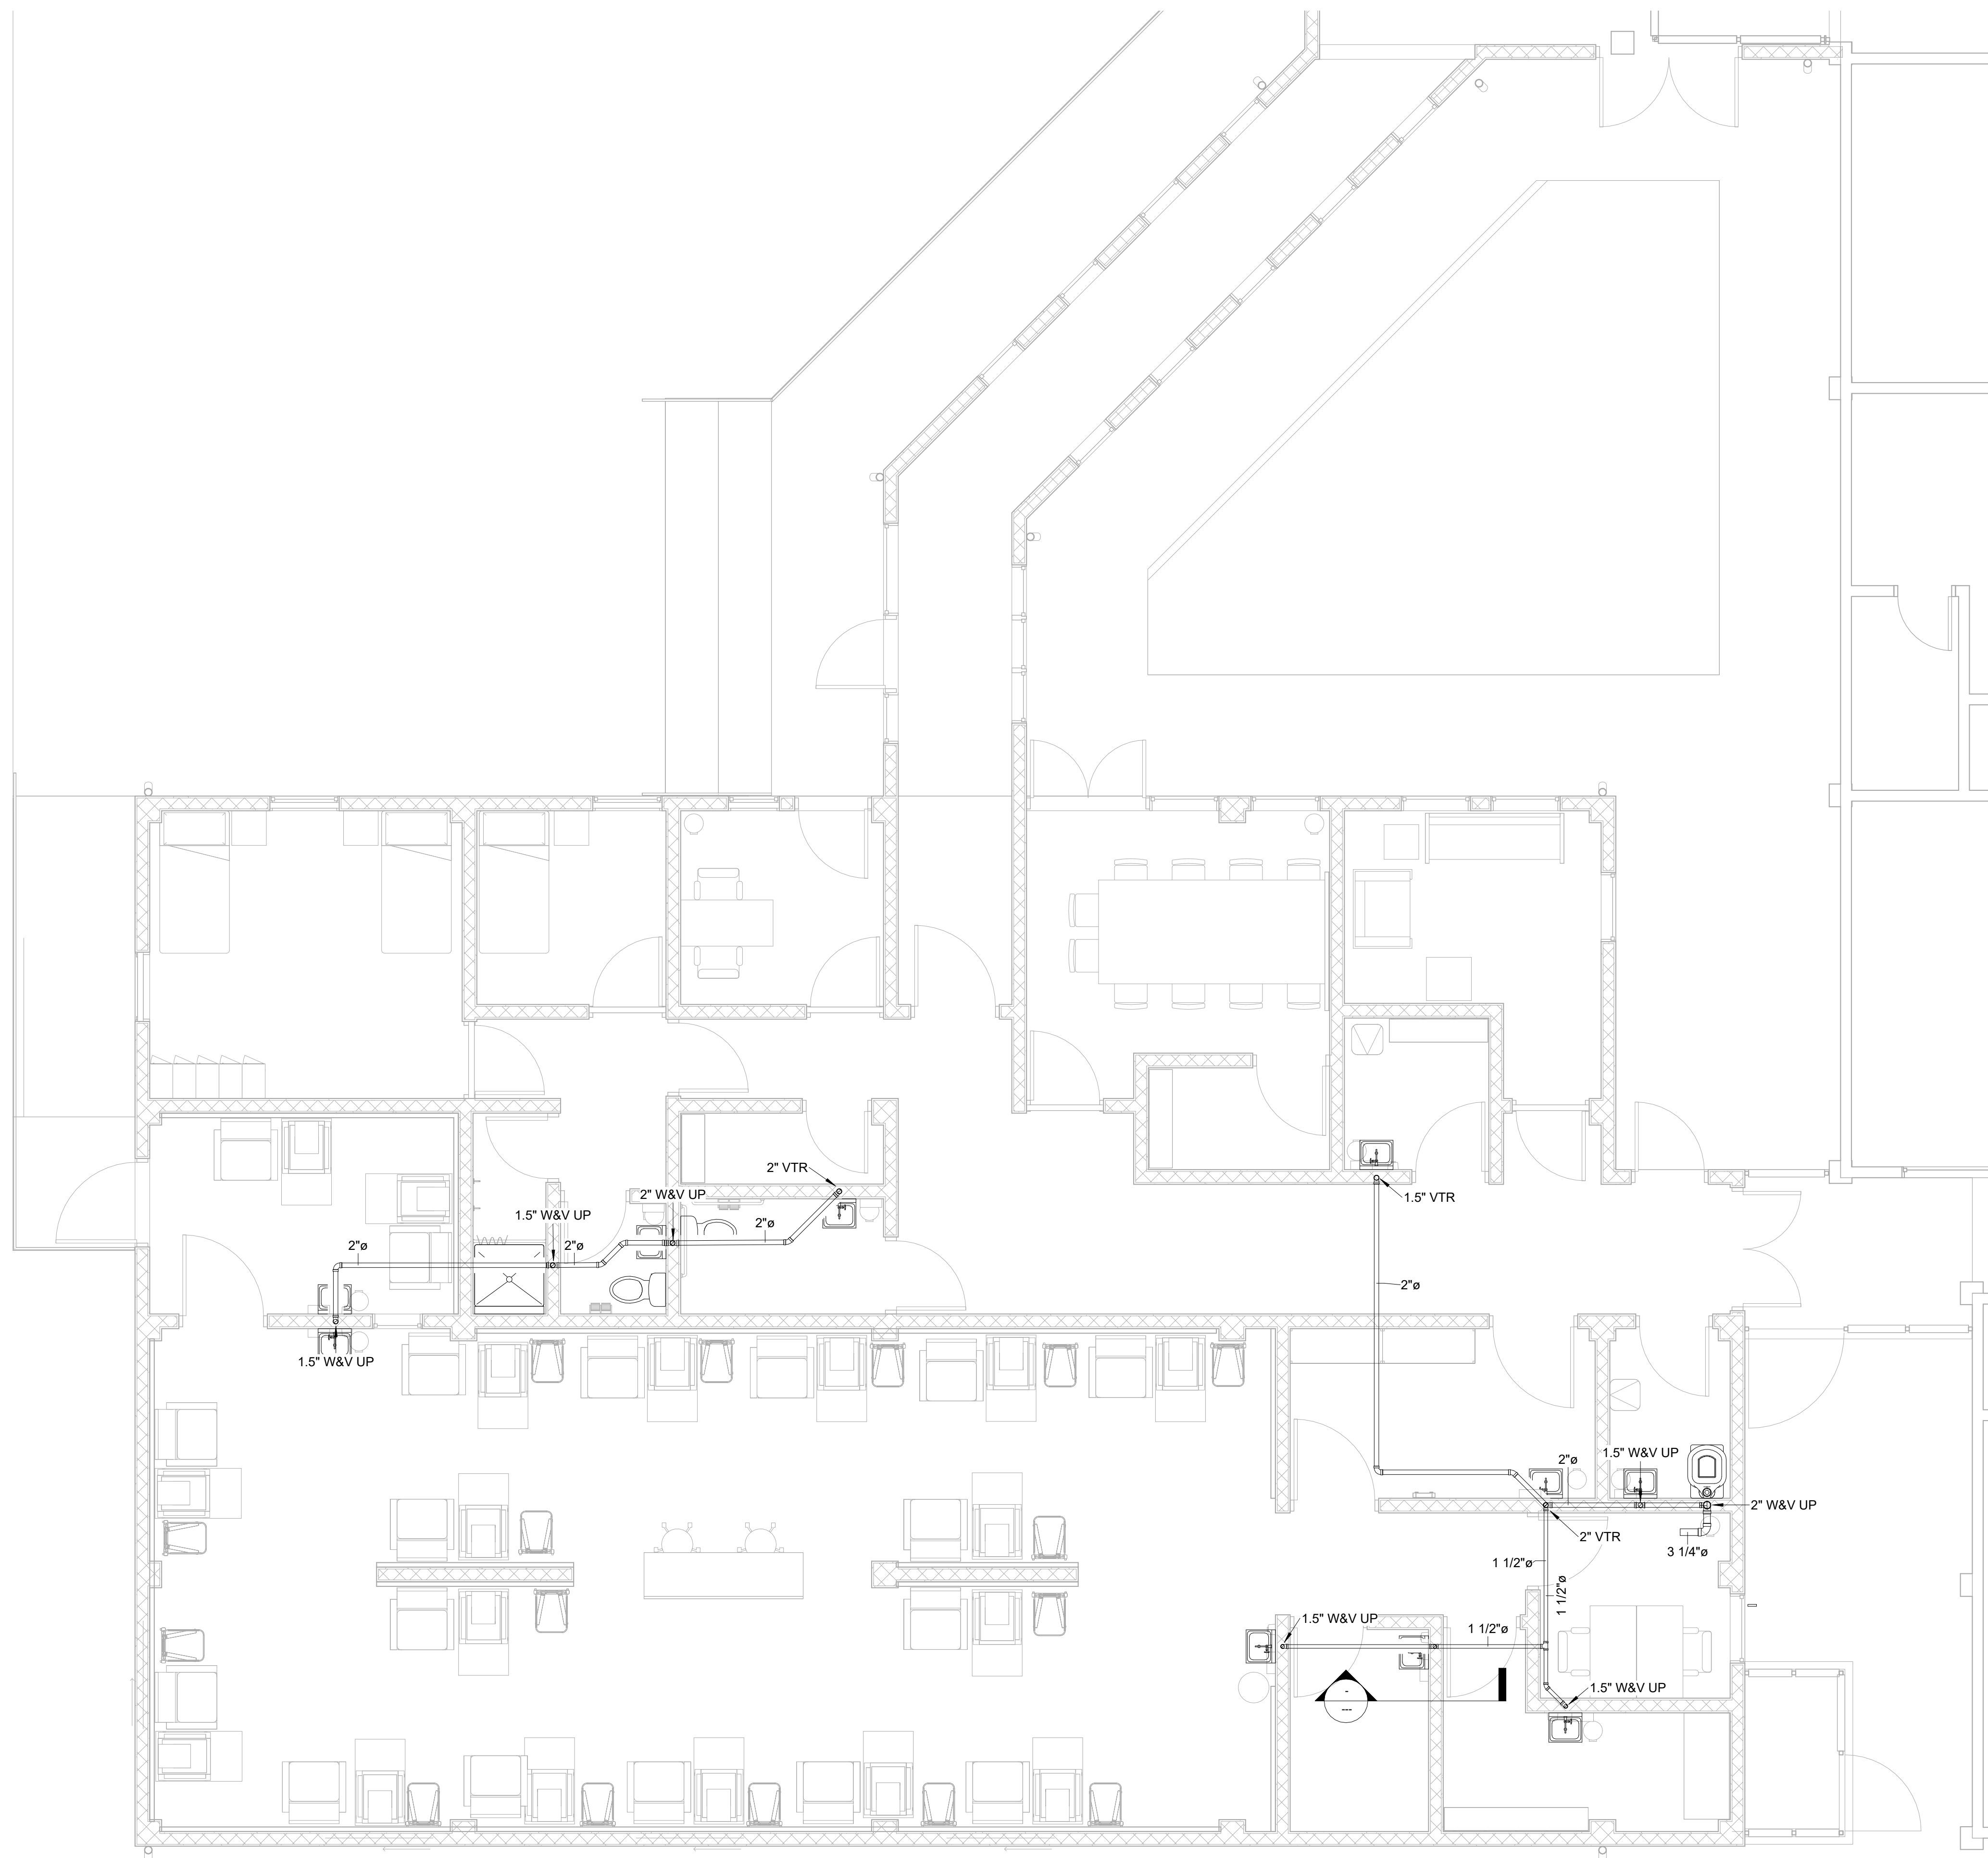 2" VTR
2" W&V UP
1.5" VTR
1.5" W&V UP
2"ø
2"ø
2"ø
2"ø
1.5" W&V UP
1.5" W&V UP
2"ø
2" W&V UP
2" VTR
3 1/4"ø
1 1/2"ø
1 1/2"ø
1.5" W&V UP
1 1/2"ø
1.5" W&V UP
-
---